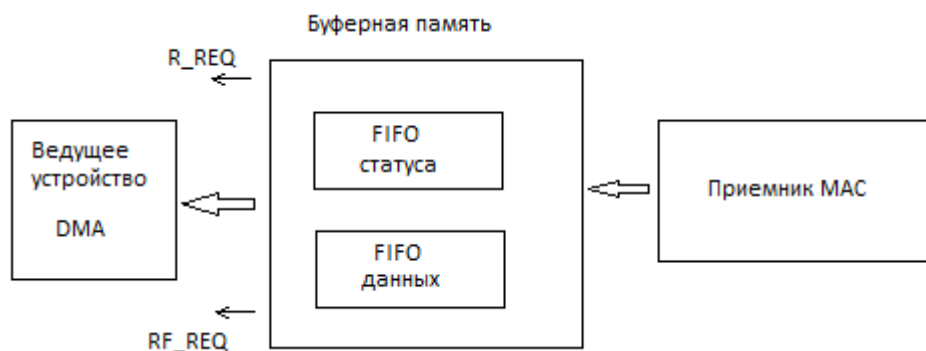 Буферная память
R_REQ
Ведущее
устройство
DMA
FIFO
статуса
FIFO
данных
Приемник MAC
RF_REQ